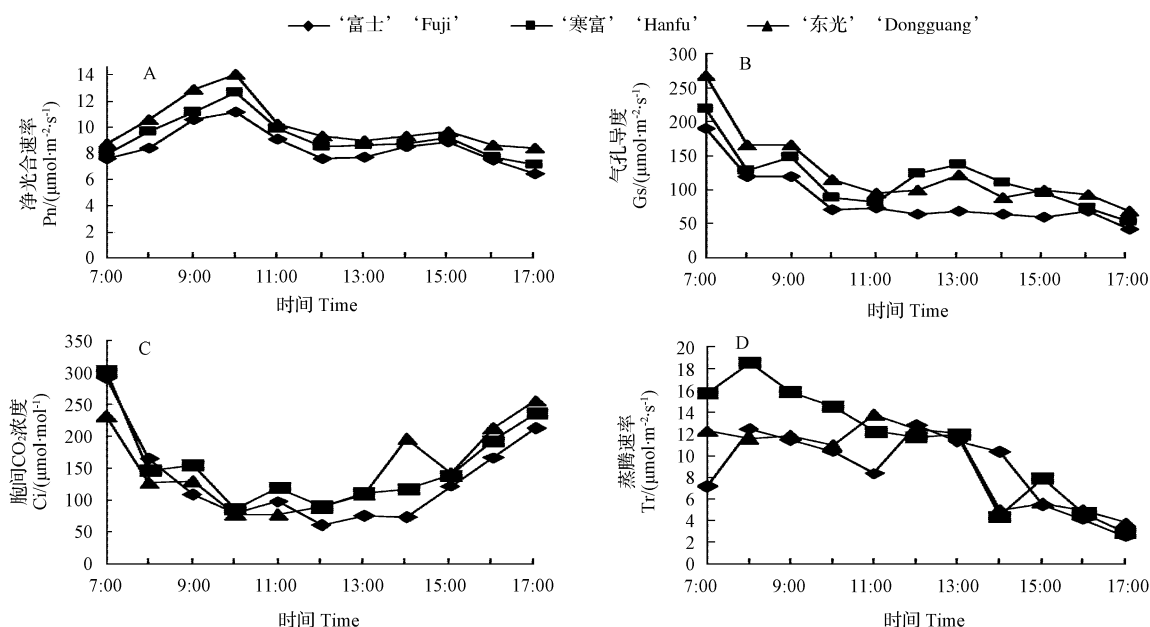 ‘富士’ ‘Fuji’ ‘寒富’ ‘Hanfu’ ‘东光’ ‘Dongguang’
A
净光合速率
Pn/(μmol·m⁻²·s⁻¹)
14
12
10
8
6
4
2
0
7:00 9:00 11:00 13:00 15:00 17:00
时间 Time
B
气孔导度
Gs/(μmol·m⁻²·s⁻¹)
300
250
200
150
100
50
0
7:00 9:00 11:00 13:00 15:00 17:00
时间 Time
C
胞间CO₂浓度
Ci/(μmol·mol⁻¹)
350
300
250
200
150
100
50
0
7:00 9:00 11:00 13:00 15:00 17:00
时间 Time
D
蒸腾速率
Tr/(μmol·m⁻²·s⁻¹)
20
18
16
14
12
10
8
6
4
2
0
7:00 9:00 11:00 13:00 15:00 17:00
时间 Time